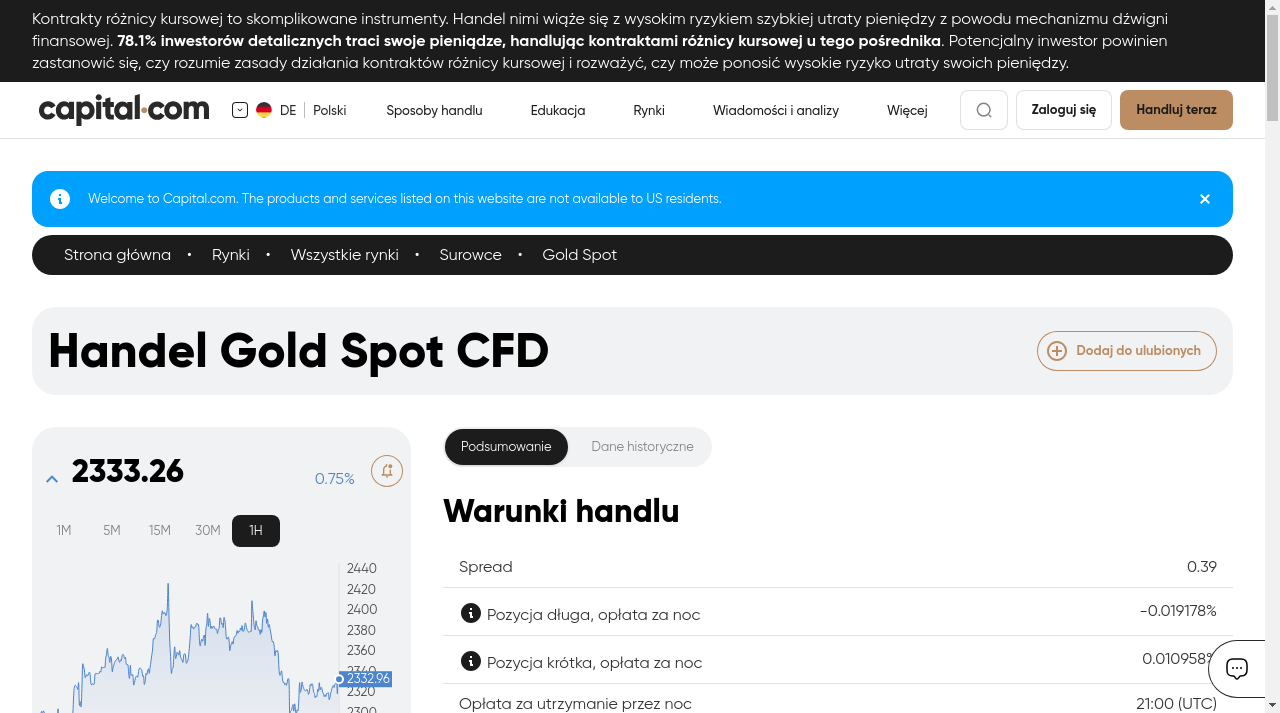 Kontrakty różnicy kursowej to skomplikowane instrumenty. Handel nimi wiąże się z wysokim ryzykiem szybkiej utraty pieniędzy z powodu mechanizmu dźwigni
finansowej. 78.1% inwestorów detalicznych traci swoje pieniądze, handlując kontraktami różnicy kursowej u tego pośrednika. Potencjalny inwestor powinien
zastanowić się, czy rozumie zasady działania kontraktów różnicy kursowej i rozważyć, czy może ponosić wysokie ryzyko utraty swoich pieniędzy.
capital.com DE Polski Sposoby handlu Edukacja Rynki Wiadomości i analizy Więcej Zaloguj się Handluj teraz
Welcome to Capital.com. The products and services listed on this website are not available to US residents.
Strona główna • Rynki • Wszystkie rynki • Surowce • Gold Spot
Handel Gold Spot CFD
Dodaj do ulubionych
2333.26
0.75%
1M 5M 15M 30M 1H
2440
2420
2400
2380
2360
2340
2332.96
2320
2300
Podsumowanie Dane historyczne
Warunki handlu
Spread 0.39
Pozycja długa, opłata za noc -0.019178%
Pozycja krótka, opłata za noc 0.010958%
Opłata za utrzymanie przez noc 21:00 (UTC)